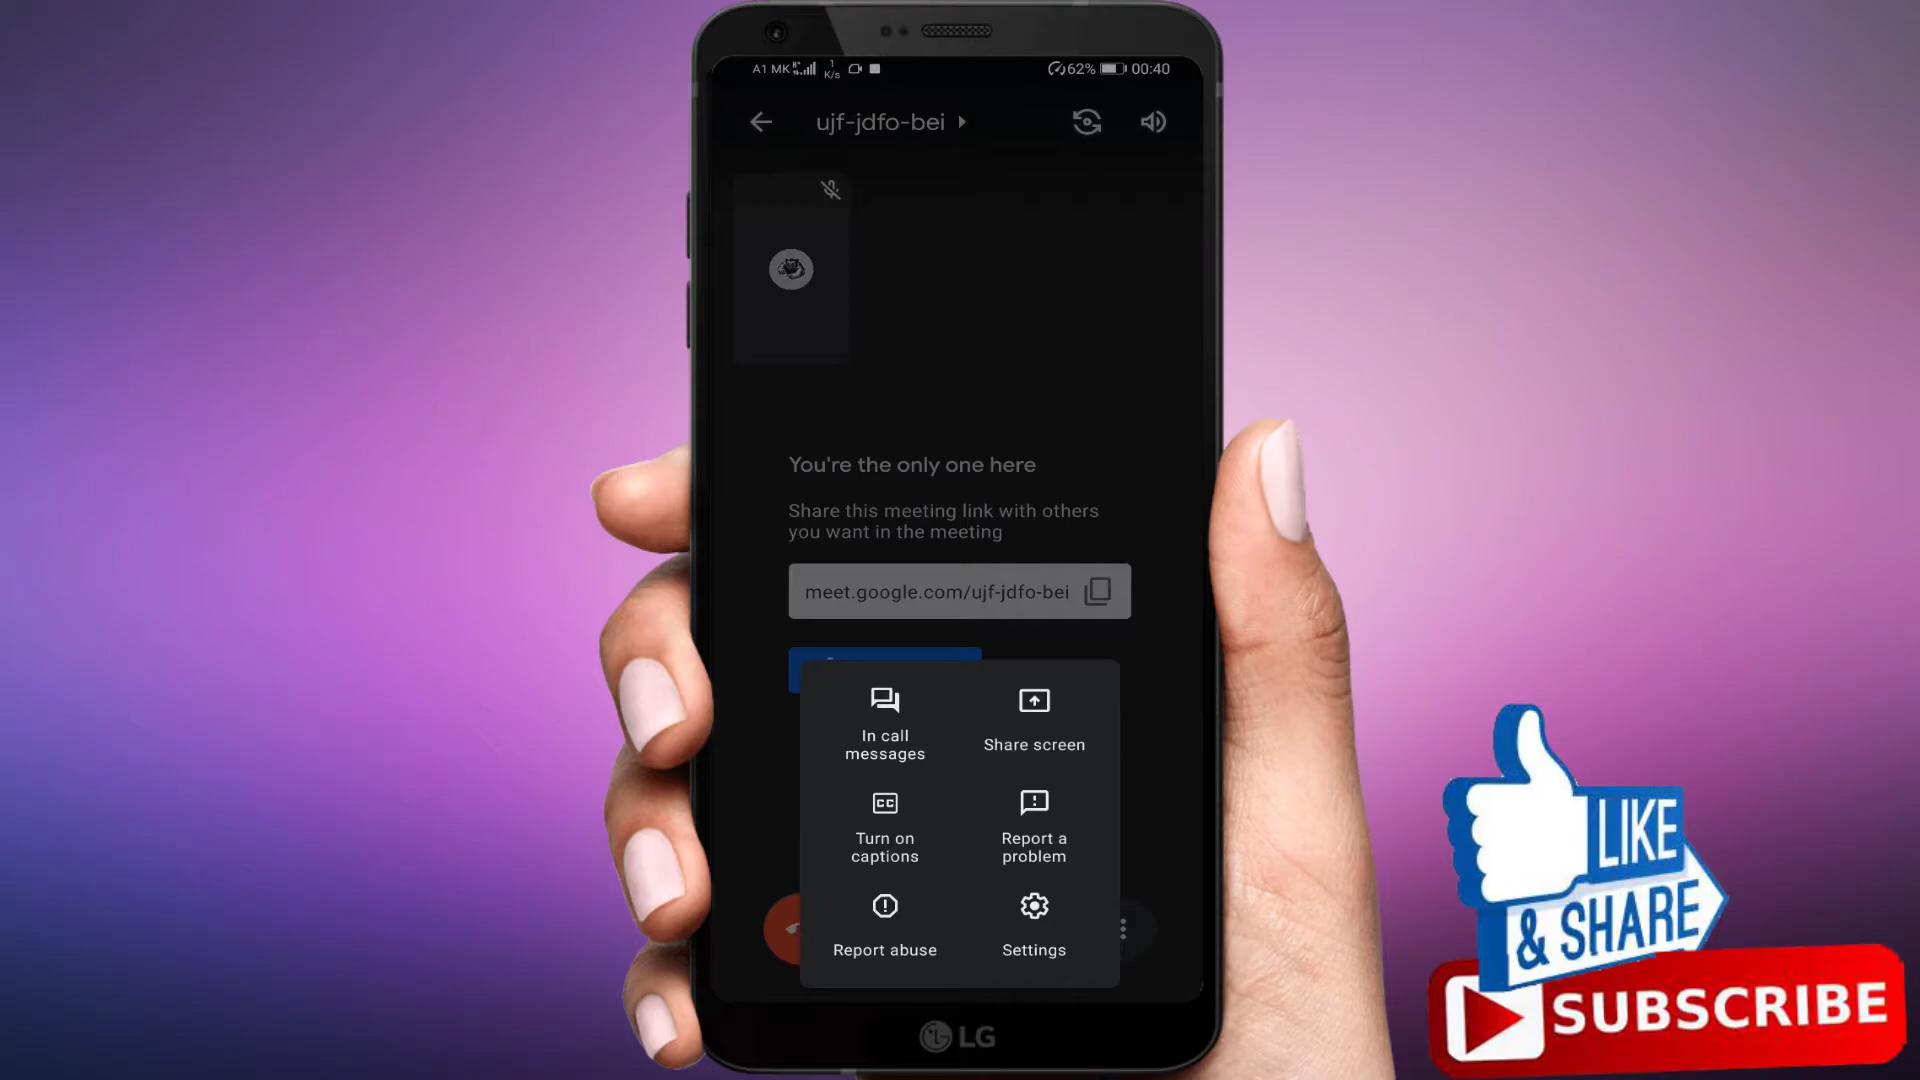 A1 MK 1 K/s 62% 00:40
ujf-jdfo-bei
You're the only one here
Share this meeting link with others
you want in the meeting
meet.google.com/ujf-jdfo-bei
In call
messages
Share screen
Turn on
captions
Report a
problem
Report abuse
Settings
LG
LIKE
& SHARE
SUBSCRIBE